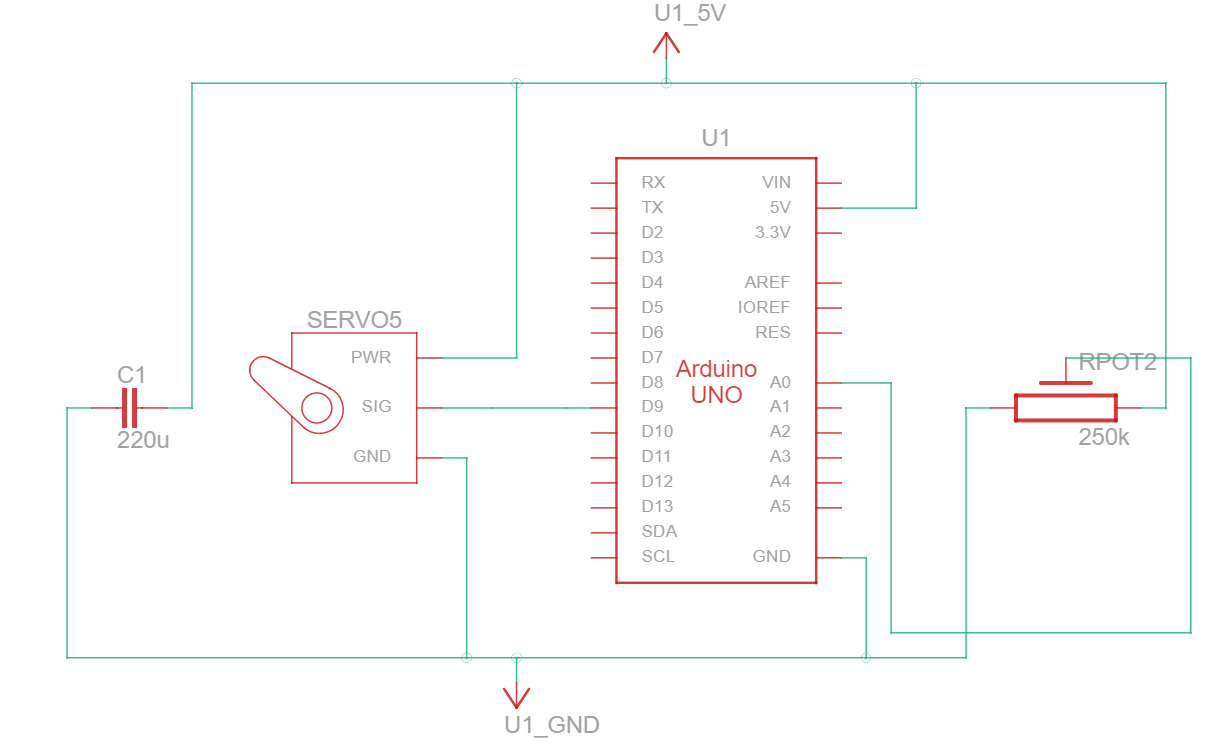 U1_5V
U1
RX
VIN
TX
5V
D2
3.3V
D3
D4
AREF
D5
IOREF
D6
RES
D7
D8
A0
D9
A1
D10
A2
D11
A3
D12
A4
D13
A5
SDA
SCL
GND
Arduino
UNO
SERVO5
PWR
SIG
GND
C1
220u
RPOT2
250k
U1_GND